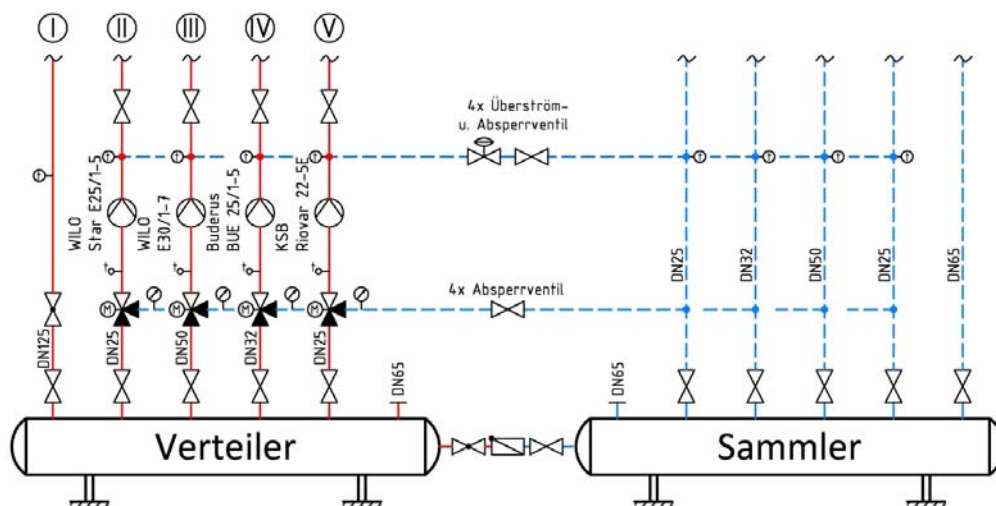 I
II
III
IV
V
4x Überström-
u. Absperrventil
WILO
Star E25/1-5
WILO
E30/1-7
Buderus
BUE 25/1-5
KSB
Riovar 22-5E
t
t
t
t
t
t
t
t
t
t
t
t
t
DN25
DN32
DN50
DN25
DN65
M
M
M
M
4x Absperrventil
DN125
DN25
DN50
DN32
DN25
DN65
DN65
Verteiler
Sammler